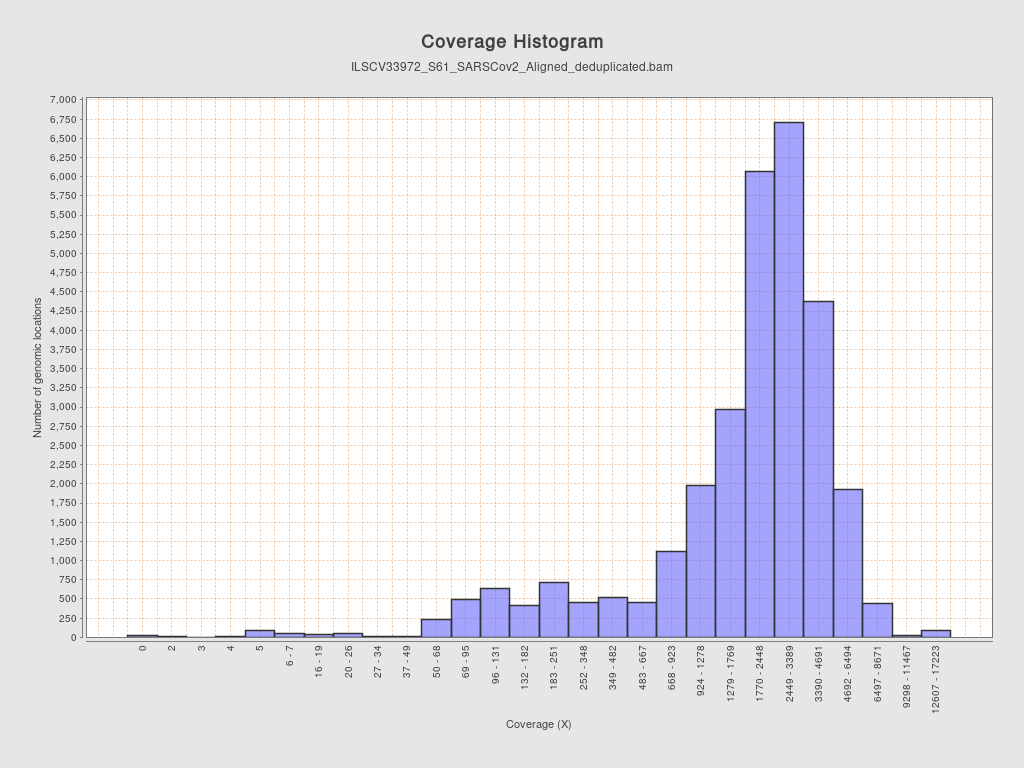 Coverage Histogram
ILSCV33972_S61_SARSCov2_Aligned_deduplicated.bam
Number of genomic locations
7,000
6,750
6,500
6,250
6,000
5,750
5,500
5,250
5,000
4,750
4,500
4,250
4,000
3,750
3,500
3,250
3,000
2,750
2,500
2,250
2,000
1,750
1,500
1,250
1,000
750
500
250
0
0
2
3
4
5
6 - 7
16 - 19
20 - 26
27 - 34
37 - 49
50 - 68
69 - 95
96 - 131
132 - 182
183 - 251
252 - 348
349 - 482
483 - 667
668 - 923
924 - 1278
1279 - 1769
1770 - 2448
2449 - 3389
3390 - 4691
4692 - 6494
6497 - 8671
9298 - 11467
12607 - 17223
Coverage (X)